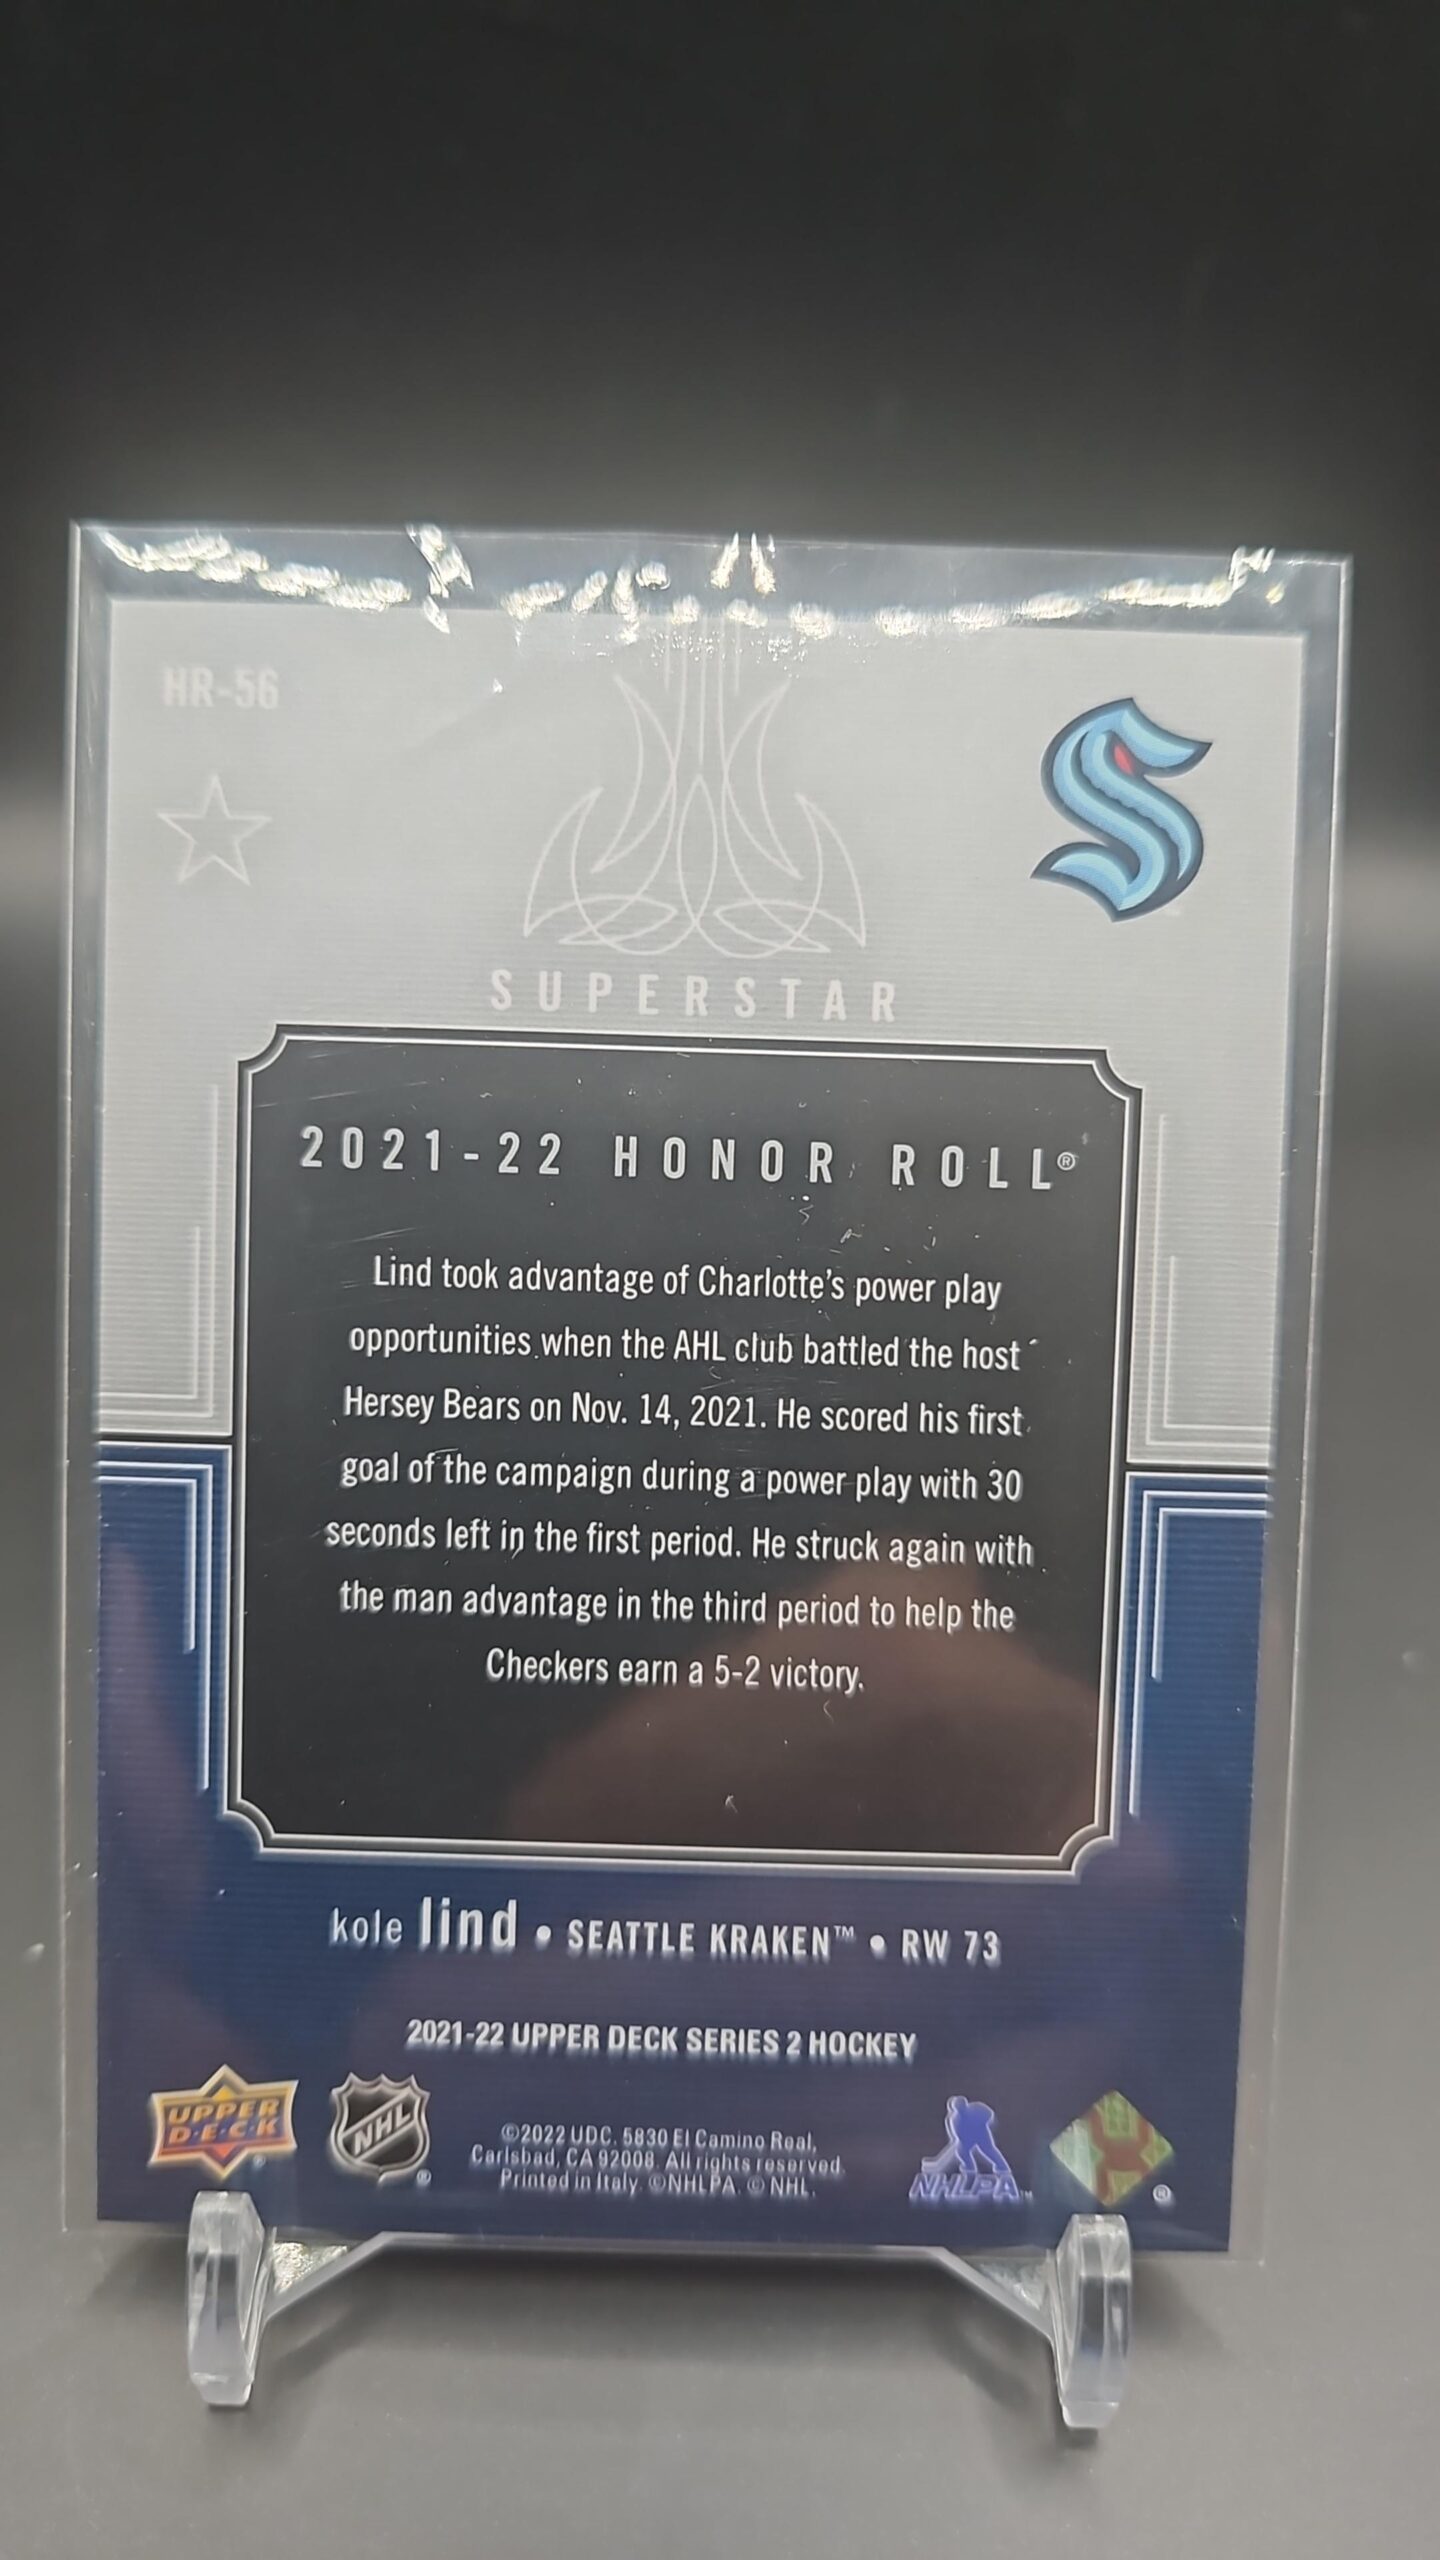 HR-56
SUPERSTAR
2021-22 HONOR ROLL®
Lind took advantage of Charlotte's power play
opportunities when the AHL club battled the host
Hersey Bears on Nov. 14, 2021. He scored his first
goal of the campaign during a power play with 30
seconds left in the first period. He struck again with
the man advantage in the third period to help the
Checkers earn a 5-2 victory.
kole lind • SEATTLE KRAKEN™ • RW 73
2021-22 UPPER DECK SERIES 2 HOCKEY
UPPER
D·E·C·K
®
NHL
®
©2022 UDC. 5830 El Camino Real,
Carlsbad, CA 92008. All rights reserved.
Printed in Italy. ©NHLPA. © NHL.
NHLPA™
®